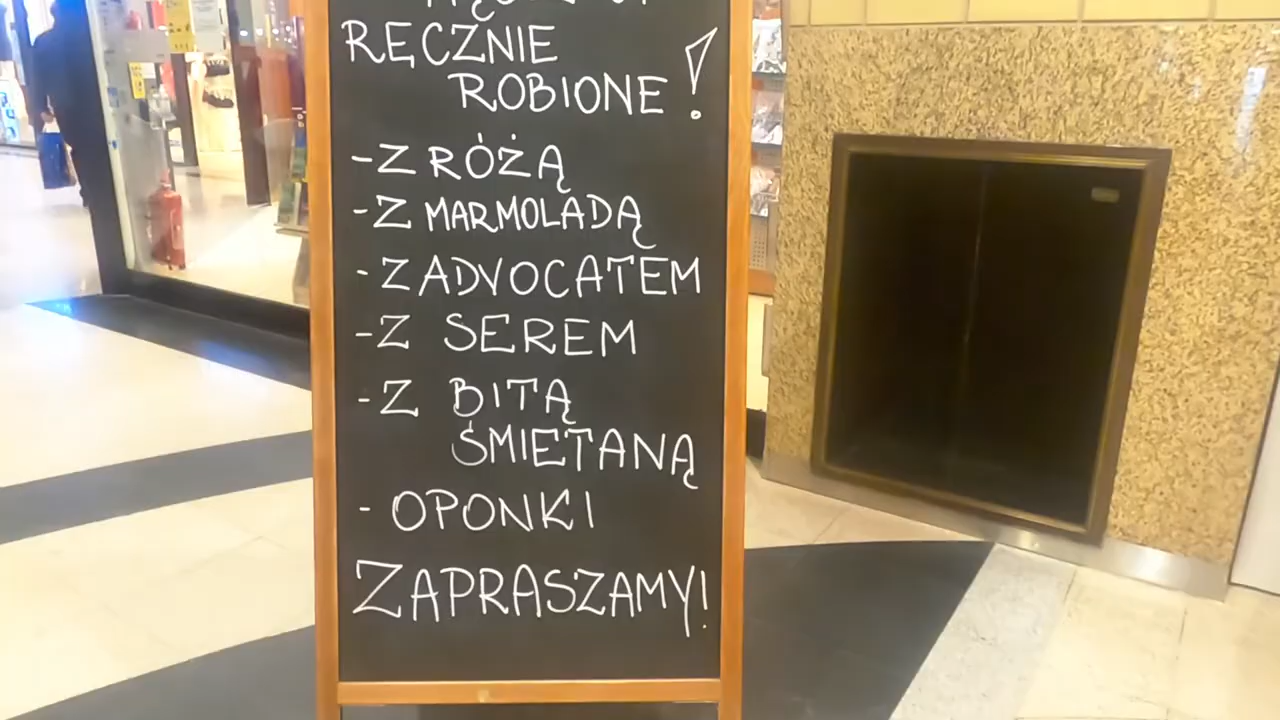 RĘCZNIE
ROBIONE!
-Z RÓŻĄ
-Z MARMOLADĄ
-Z ADVOCATEM
-Z SEREM
-Z BITĄ
ŚMIETANĄ
- OPONKI
ZAPRASZAMY!